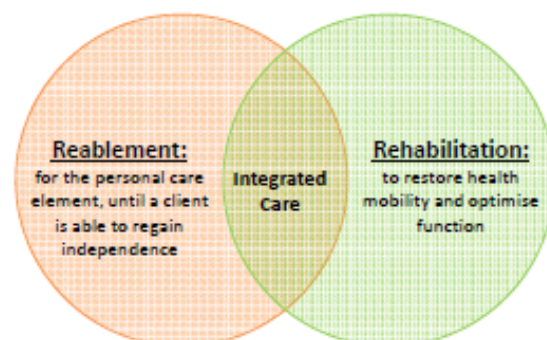 Reablement:
for the personal care
element, until a client
is able to regain
independence
Integrated
Care
Rehabilitation:
to restore health
mobility and optimise
function